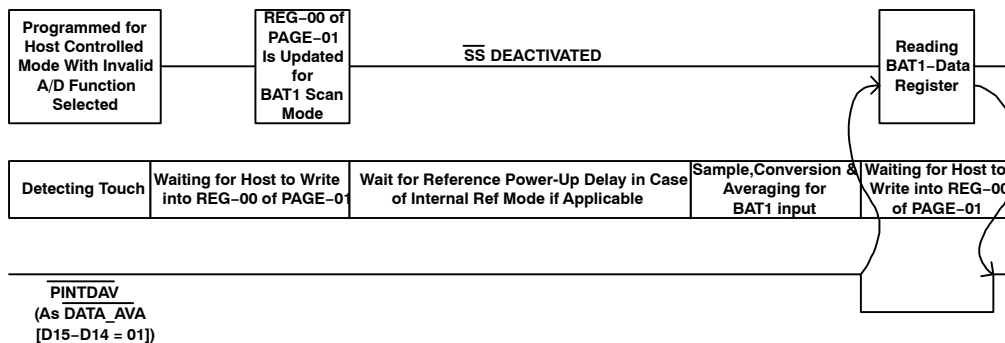 Programmed for
Host Controlled
Mode With Invalid
A/D Function
Selected
REG−00 of
PAGE−01
Is Updated
for
BAT1 Scan
Mode
SS DEACTIVATED
Reading
BAT1−Data
Register
Detecting Touch
Waiting for Host to Write
into REG−00 of PAGE−01
Wait for Reference Power−Up Delay in Case
of Internal Ref Mode if Applicable
Sample,Conversion &
Averaging for
BAT1 input
Waiting for Host to
Write into REG−00
of PAGE−01
PINTDAV
(As DATA_AVA
[D15−D14 = 01])